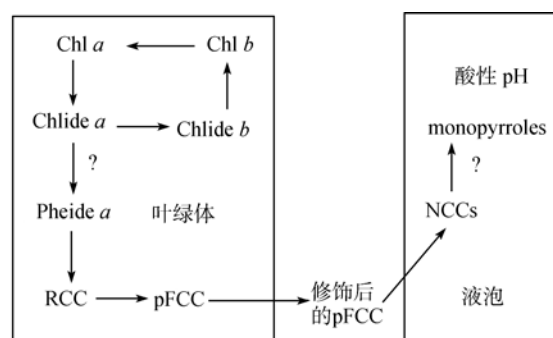 Chl a
Chl b
Chlide a
Chlide b
?
Pheide a
叶绿体
RCC
pFCC
修饰后
的pFCC
酸性 pH
monopyrroles
?
NCCs
液泡